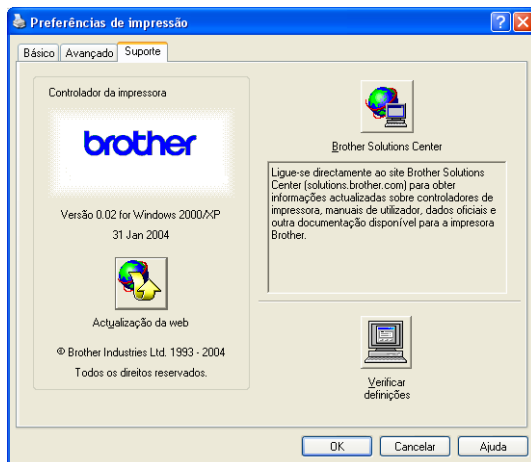 Preferências de impressão
Básico Avançado Suporte
Controlador da impressora
brother
Versão 0.02 for Windows 2000/XP
31 Jan 2004
Actualização da web
© Brother Industries Ltd. 1993 - 2004
Todos os direitos reservados.
Brother Solutions Center
Ligue-se directamente ao site Brother Solutions
Center (solutions.brother.com) para obter
informações actualizadas sobre controladores de
impressora, manuais de utilizador, dados oficiais e
outra documentação disponível para a impresora
Brother.
Verificar
definições
OK Cancelar Ajuda